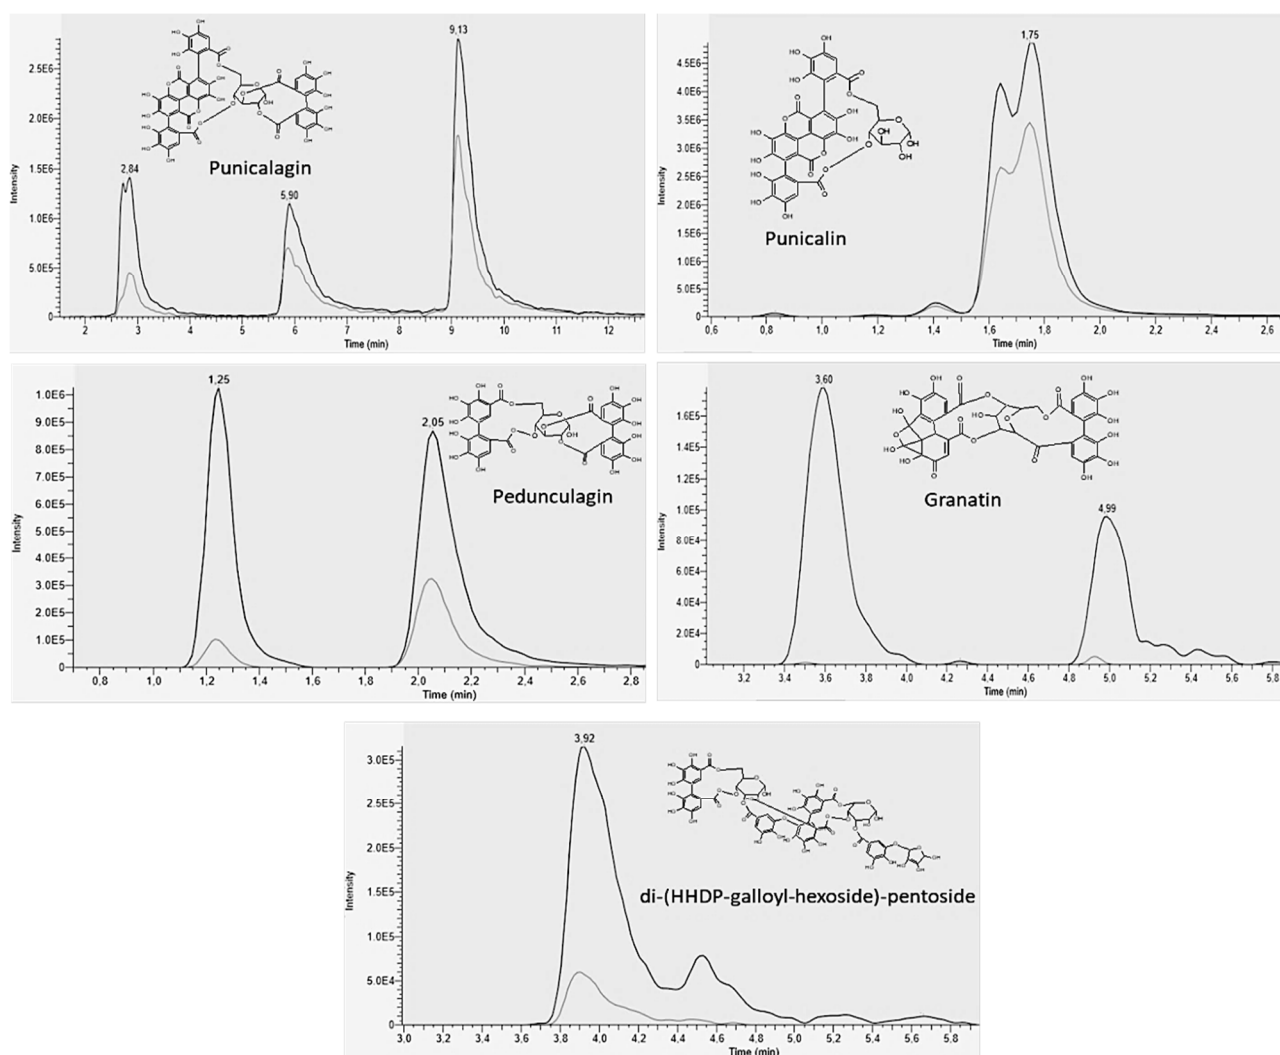 9,13
2.5E6
2.0E6
1.5E6
1.0E6
5.0E5
0
Intensity
2,84
5,90
Punicalagin
2 3 4 5 6 7 8 9 10 11 12
Time (min)
1,75
4.5E6
4.0E6
3.5E6
3.0E6
2.5E6
2.0E6
1.5E6
1.0E6
5.0E5
0
Intensity
Punicalin
0,6 0,8 1,0 1,2 1,4 1,6 1,8 2,0 2,2 2,4 2,6
Time (min)
1,25
2,05
1.0E6
9.0E5
8.0E5
7.0E5
6.0E5
5.0E5
4.0E5
3.0E5
2.0E5
1.0E5
0
Intensity
Pedunculagin
0,8 1,0 1,2 1,4 1,6 1,8 2,0 2,2 2,4 2,6 2,8
Time (min)
3,60
4,99
1.6E5
1.4E5
1.2E5
1.0E5
8.0E4
6.0E4
4.0E4
2.0E4
0
Intensity
Granatin
3,2 3,4 3,6 3,8 4,0 4,2 4,4 4,6 4,8 5,0 5,2 5,4 5,6 5,8
Time (min)
3,92
3.0E5
2.5E5
2.0E5
1.5E5
1.0E5
5.0E4
0
Intensity
di-(HHDP-galloyl-hexoside)-pentoside
3,0 3,2 3,4 3,6 3,8 4,0 4,2 4,4 4,6 4,8 5,0 5,2 5,4 5,6 5,8
Time (min)